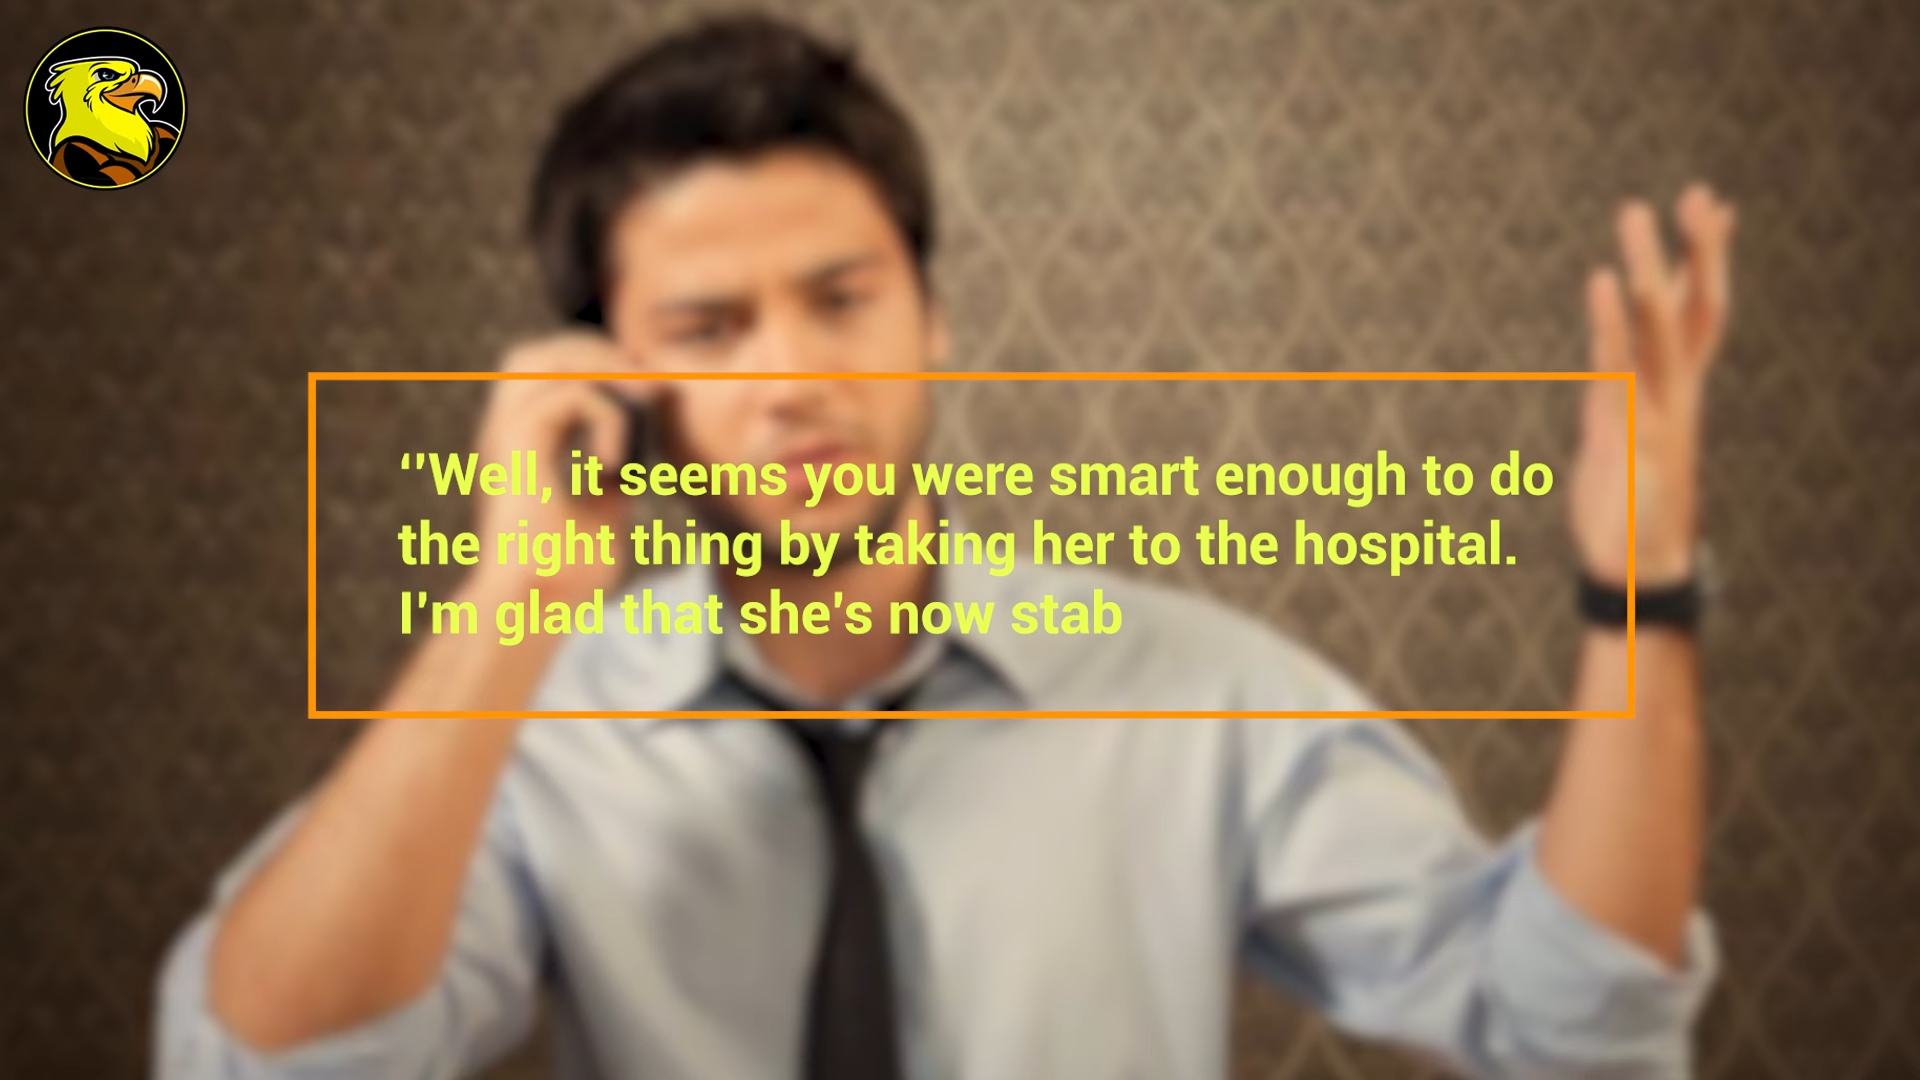 ‘’Well, it seems you were smart enough to do
the right thing by taking her to the hospital.
I'm glad that she's now stab